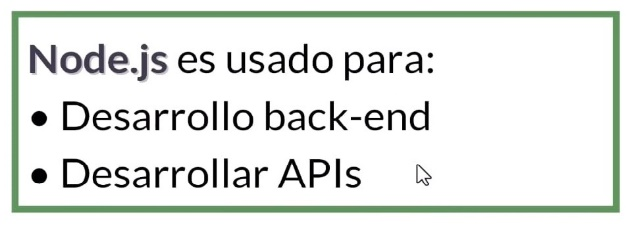 Node.js es usado para:
• Desarrollo back-end
• Desarrollar APIs